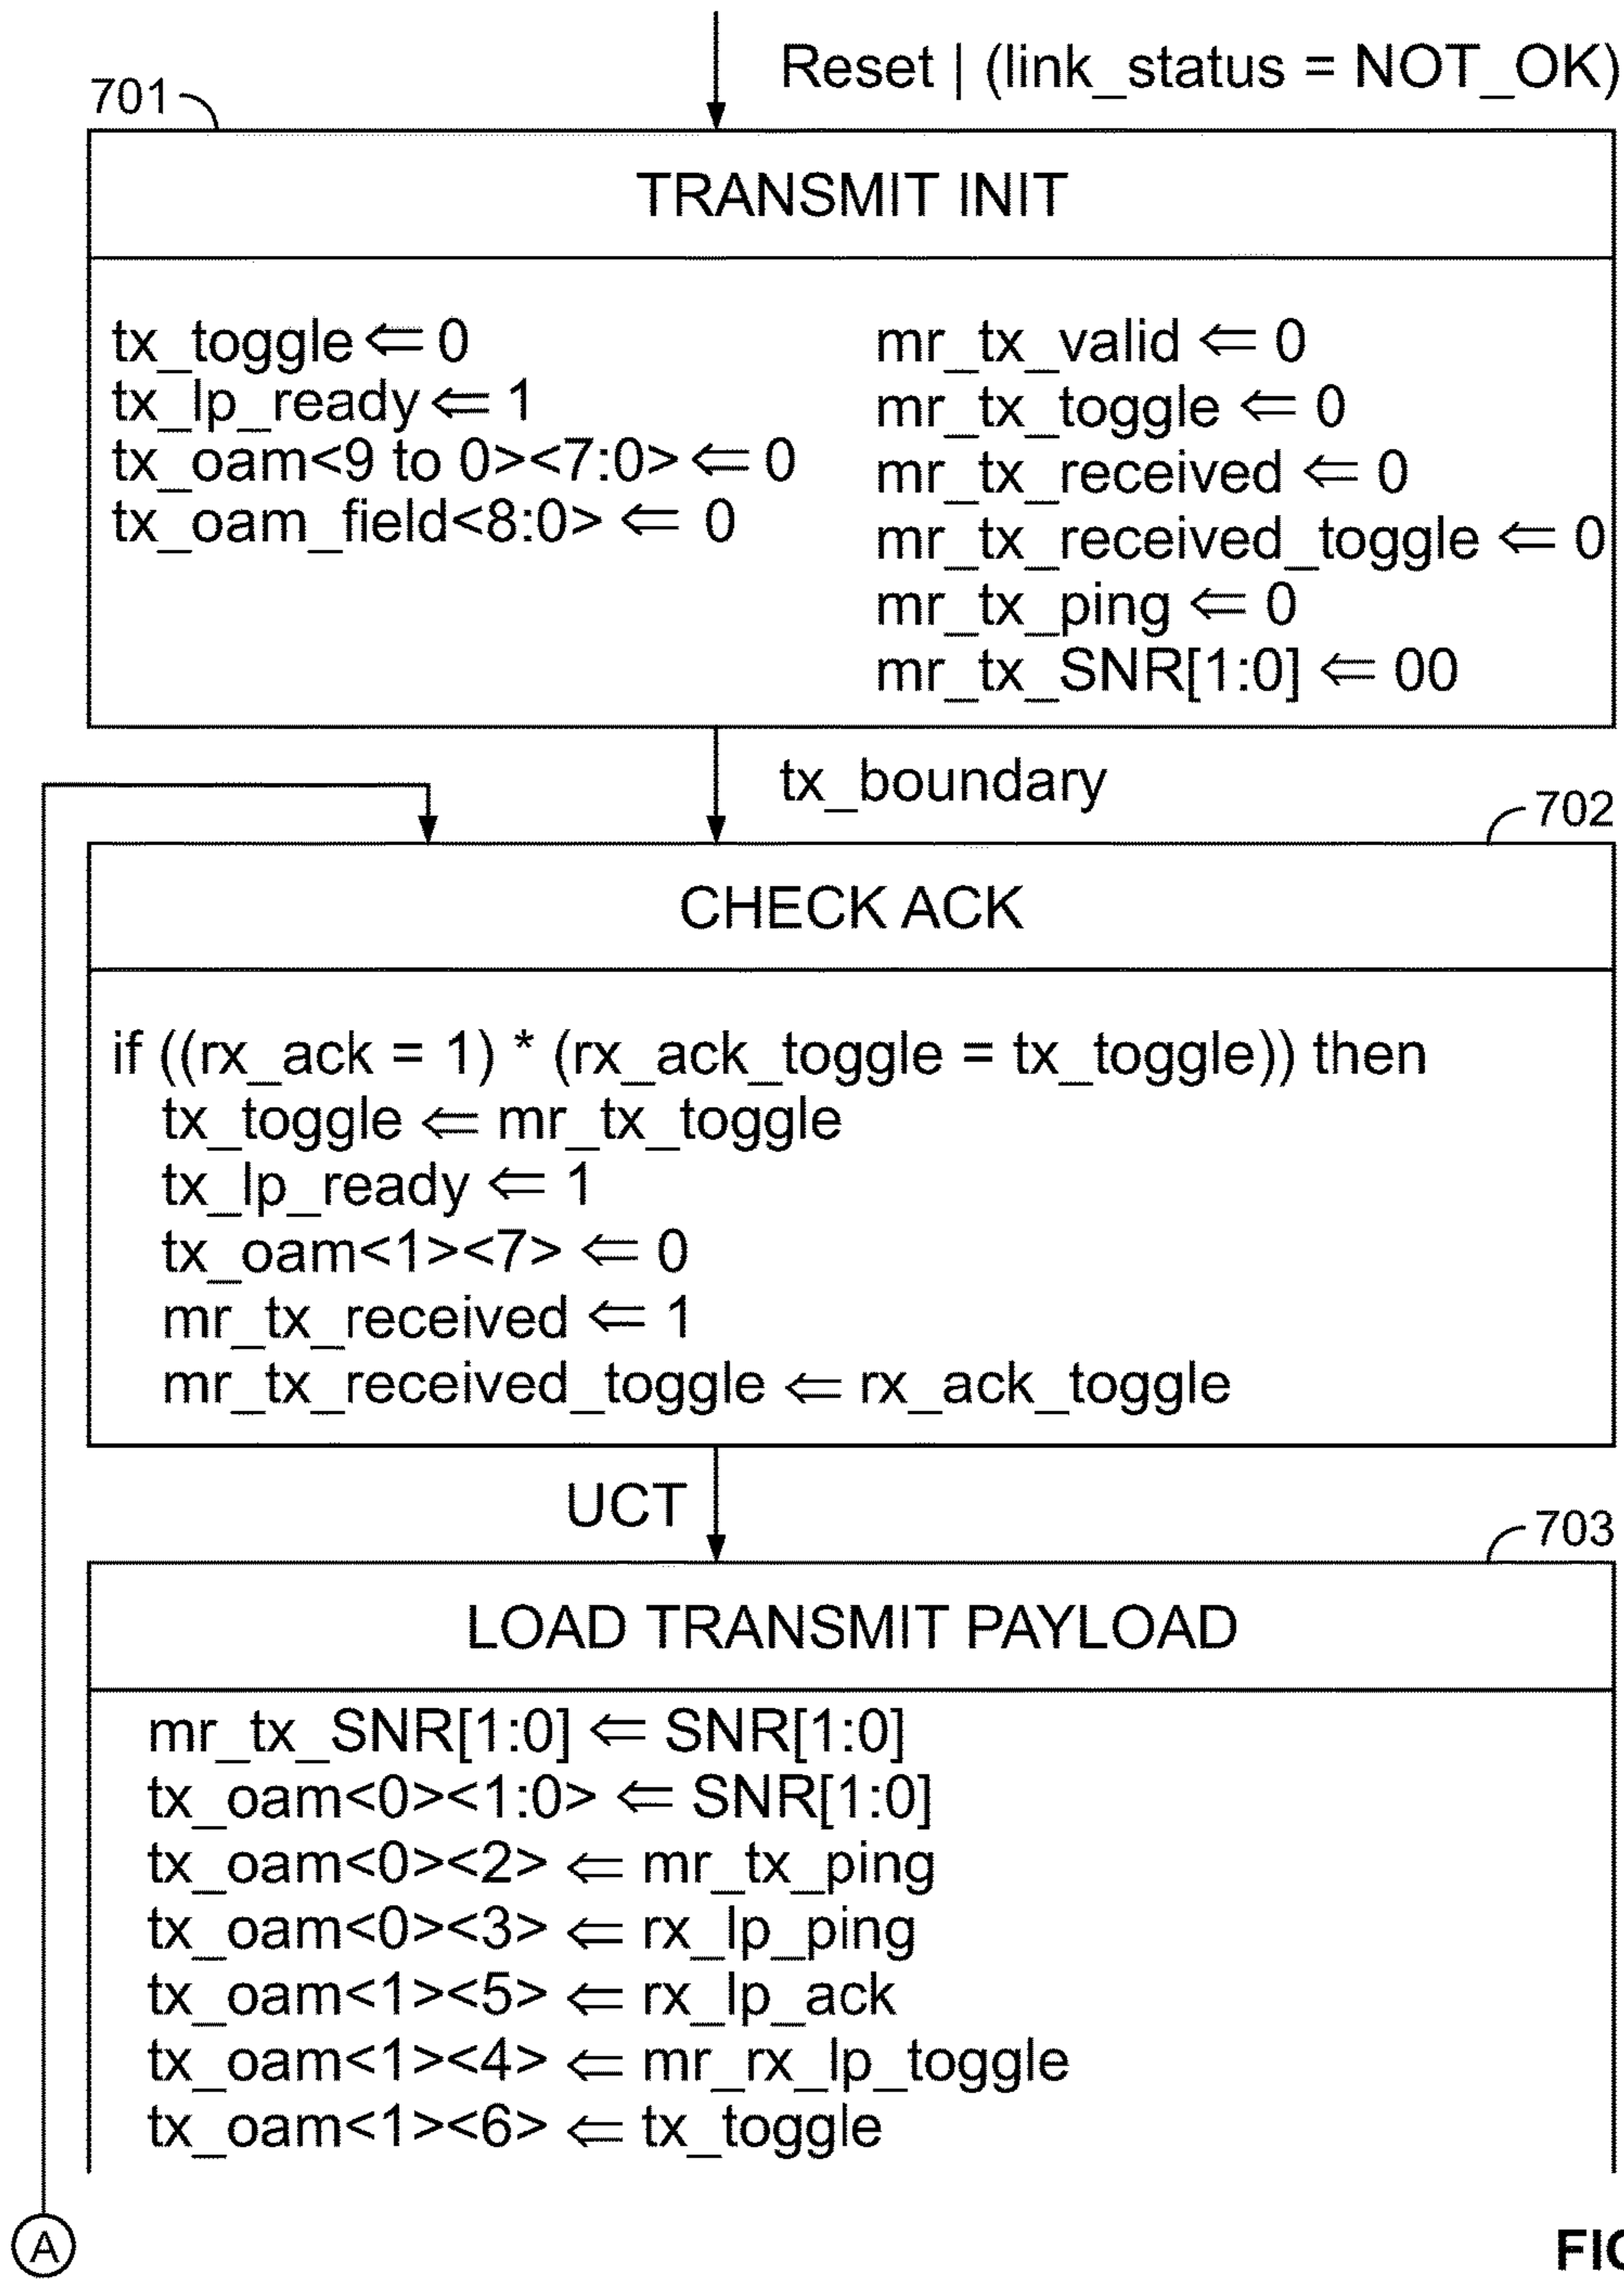 Reset | (link_status = NOT_OK)
701
TRANSMIT INIT
tx_toggle ⇐ 0
tx_lp_ready ⇐ 1
tx_oam<9 to 0><7:0> ⇐ 0
tx_oam_field<8:0> ⇐ 0
mr_tx_valid ⇐ 0
mr_tx_toggle ⇐ 0
mr_tx_received ⇐ 0
mr_tx_received_toggle ⇐ 0
mr_tx_ping ⇐ 0
mr_tx_SNR[1:0] ⇐ 00
tx_boundary
702
CHECK ACK
if ((rx_ack = 1) * (rx_ack_toggle = tx_toggle)) then
tx_toggle ⇐ mr_tx_toggle
tx_lp_ready ⇐ 1
tx_oam<1><7> ⇐ 0
mr_tx_received ⇐ 1
mr_tx_received_toggle ⇐ rx_ack_toggle
UCT
703
LOAD TRANSMIT PAYLOAD
mr_tx_SNR[1:0] ⇐ SNR[1:0]
tx_oam<0><1:0> ⇐ SNR[1:0]
tx_oam<0><2> ⇐ mr_tx_ping
tx_oam<0><3> ⇐ rx_lp_ping
tx_oam<1><5> ⇐ rx_lp_ack
tx_oam<1><4> ⇐ mr_rx_lp_toggle
tx_oam<1><6> ⇐ tx_toggle
A